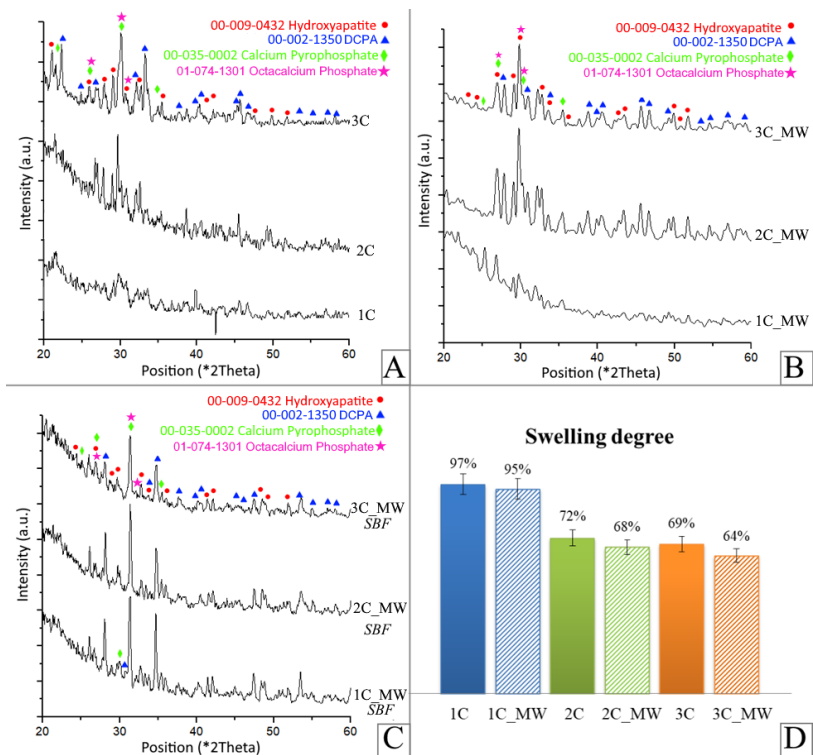 00-009-0432 Hydroxyapatite
00-002-1350 DCPA
00-035-0002 Calcium Pyrophosphate
01-074-1301 Octacalcium Phosphate
3C
2C
1C
Intensity (a.u.)
20 30 40 50 60
Position (*2Theta)
A
00-009-0432 Hydroxyapatite
00-002-1350 DCPA
00-035-0002 Calcium Pyrophosphate
01-074-1301 Octacalcium Phosphate
3C_MW
2C_MW
1C_MW
Intensity (a.u.)
20 30 40 50 60
Position (*2Theta)
B
00-009-0432 Hydroxyapatite
00-002-1350 DCPA
00-035-0002 Calcium Pyrophosphate
01-074-1301 Octacalcium Phosphate
3C_MW
SBF
2C_MW
SBF
1C_MW
SBF
Intensity (a.u.)
20 30 40 50 60
Position (*2Theta)
C
Swelling degree
97% 95% 72% 68% 69% 64%
1C 1C_MW 2C 2C_MW 3C 3C_MW
D